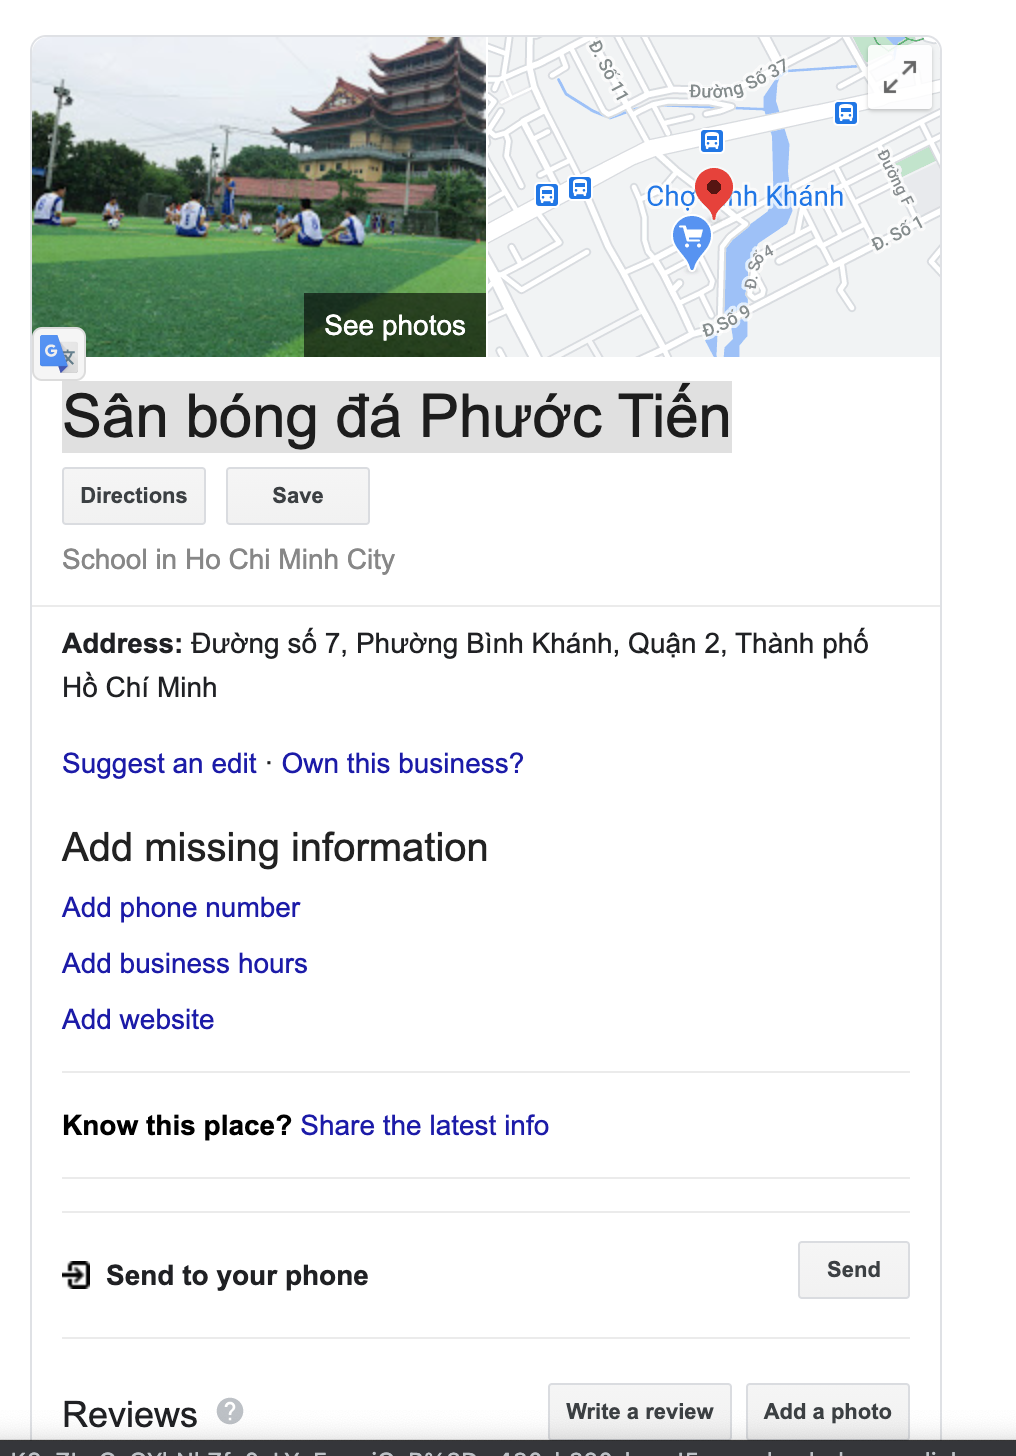 Đ. Số 11
Đường Số 37
Đường F
Khánh
Đ. Số 1
Đ. Số 4
Đ.Số 9
See photos
G 文
Sân bóng đá Phước Tiến
Directions
Save
School in Ho Chi Minh City
Address: Đường số 7, Phường Bình Khánh, Quận 2, Thành phố
Hồ Chí Minh
Suggest an edit · Own this business?
Add missing information
Add phone number
Add business hours
Add website
Know this place? Share the latest info
Send to your phone
Send
Reviews ?
Write a review
Add a photo